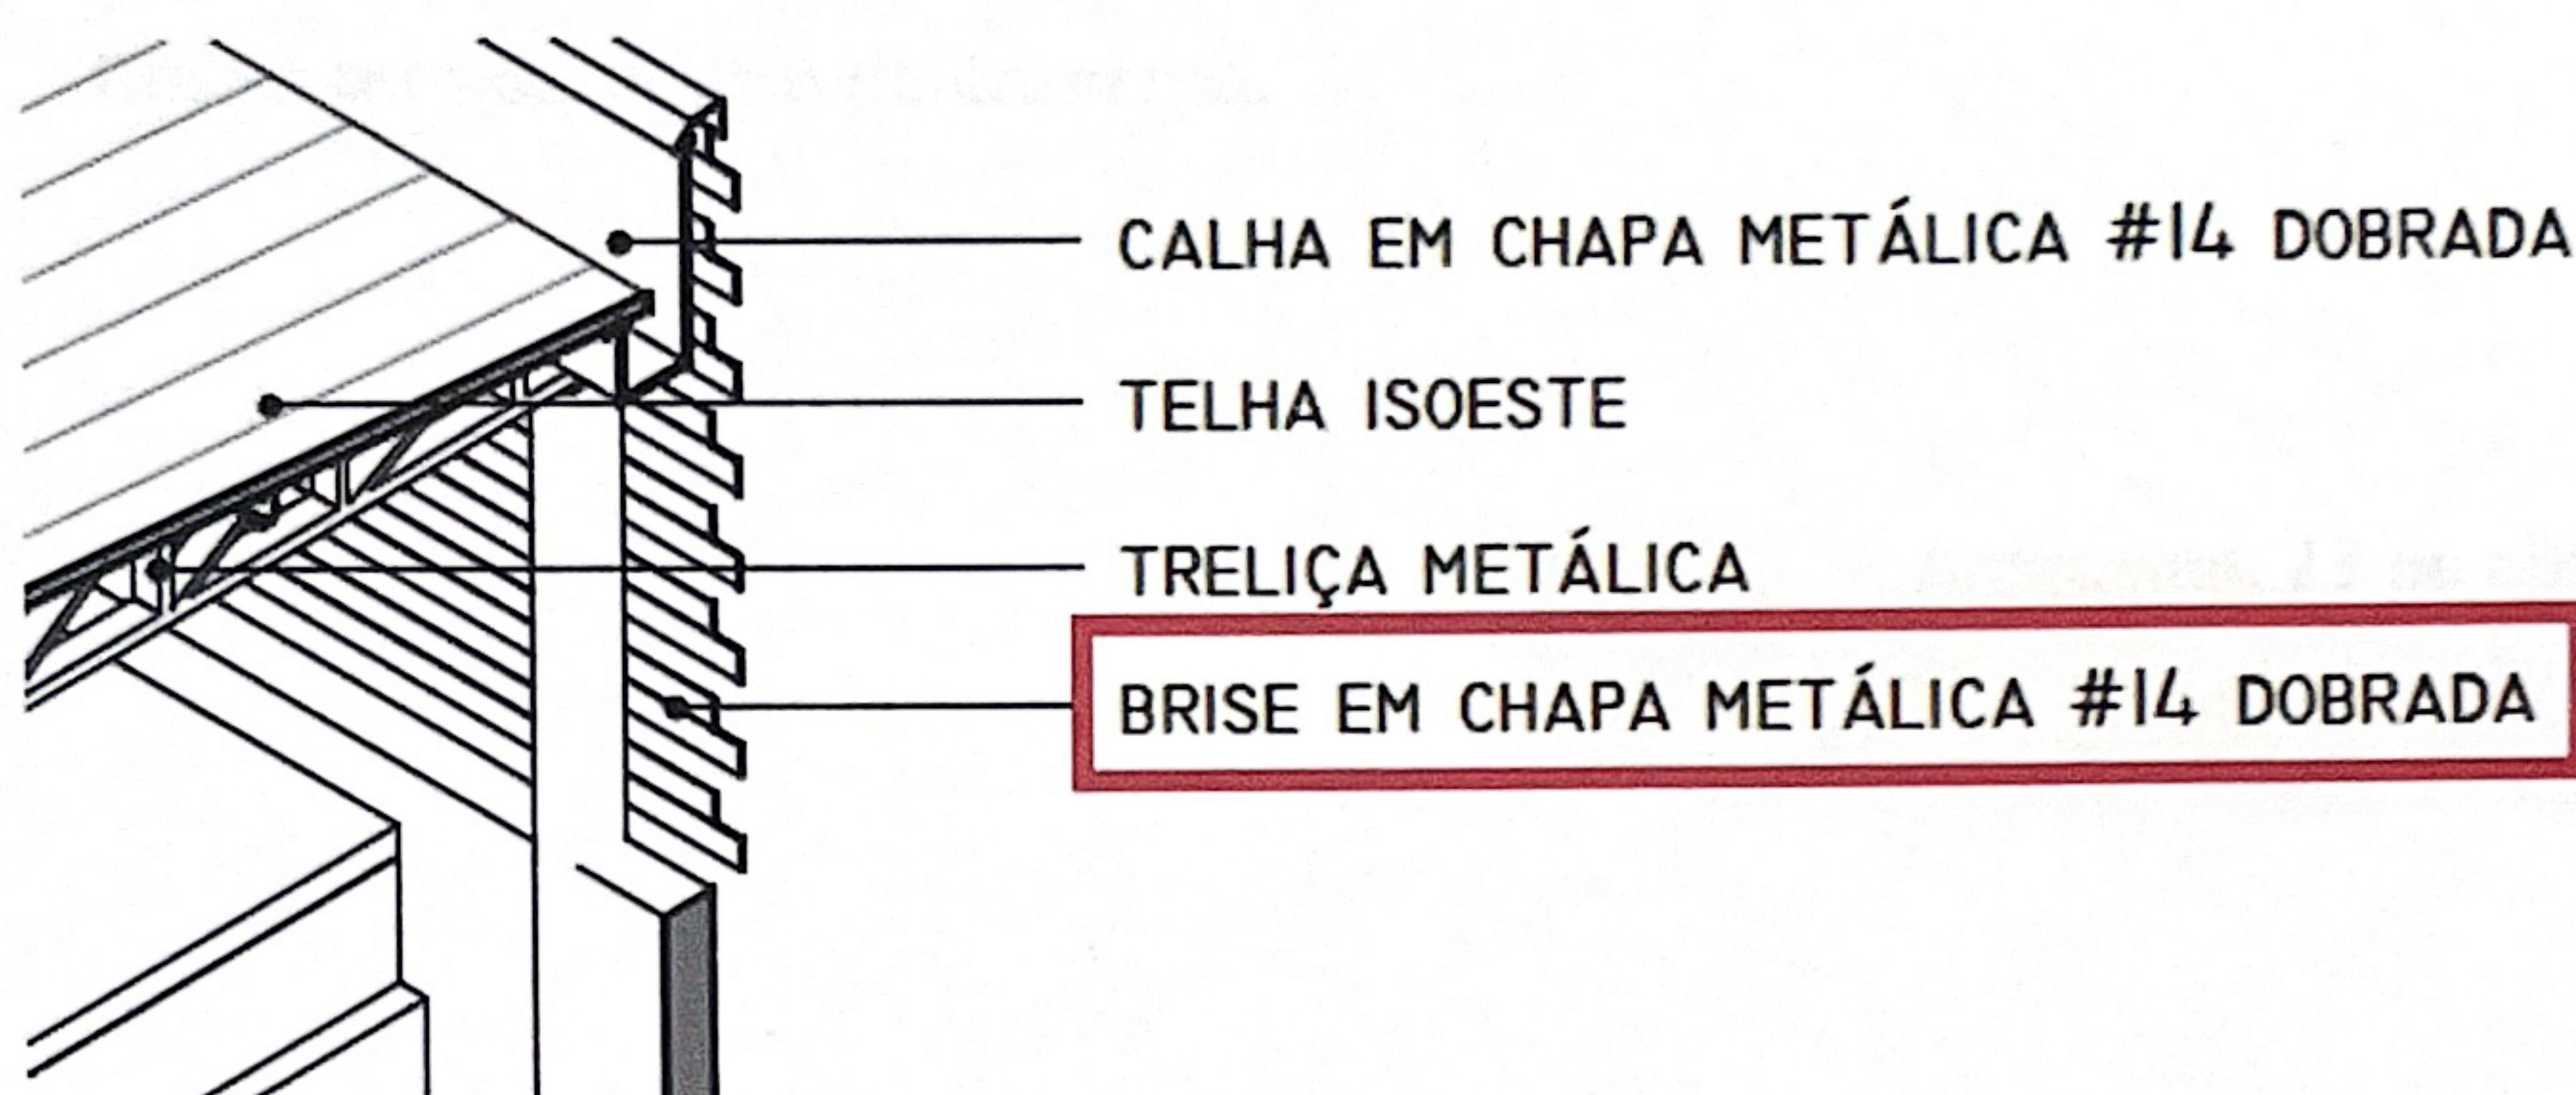 CALHA EM CHAPA METÁLICA #14 DOBRADA
TELHA ISOESTE
TRELIÇA METÁLICA
BRISE EM CHAPA METÁLICA #14 DOBRADA